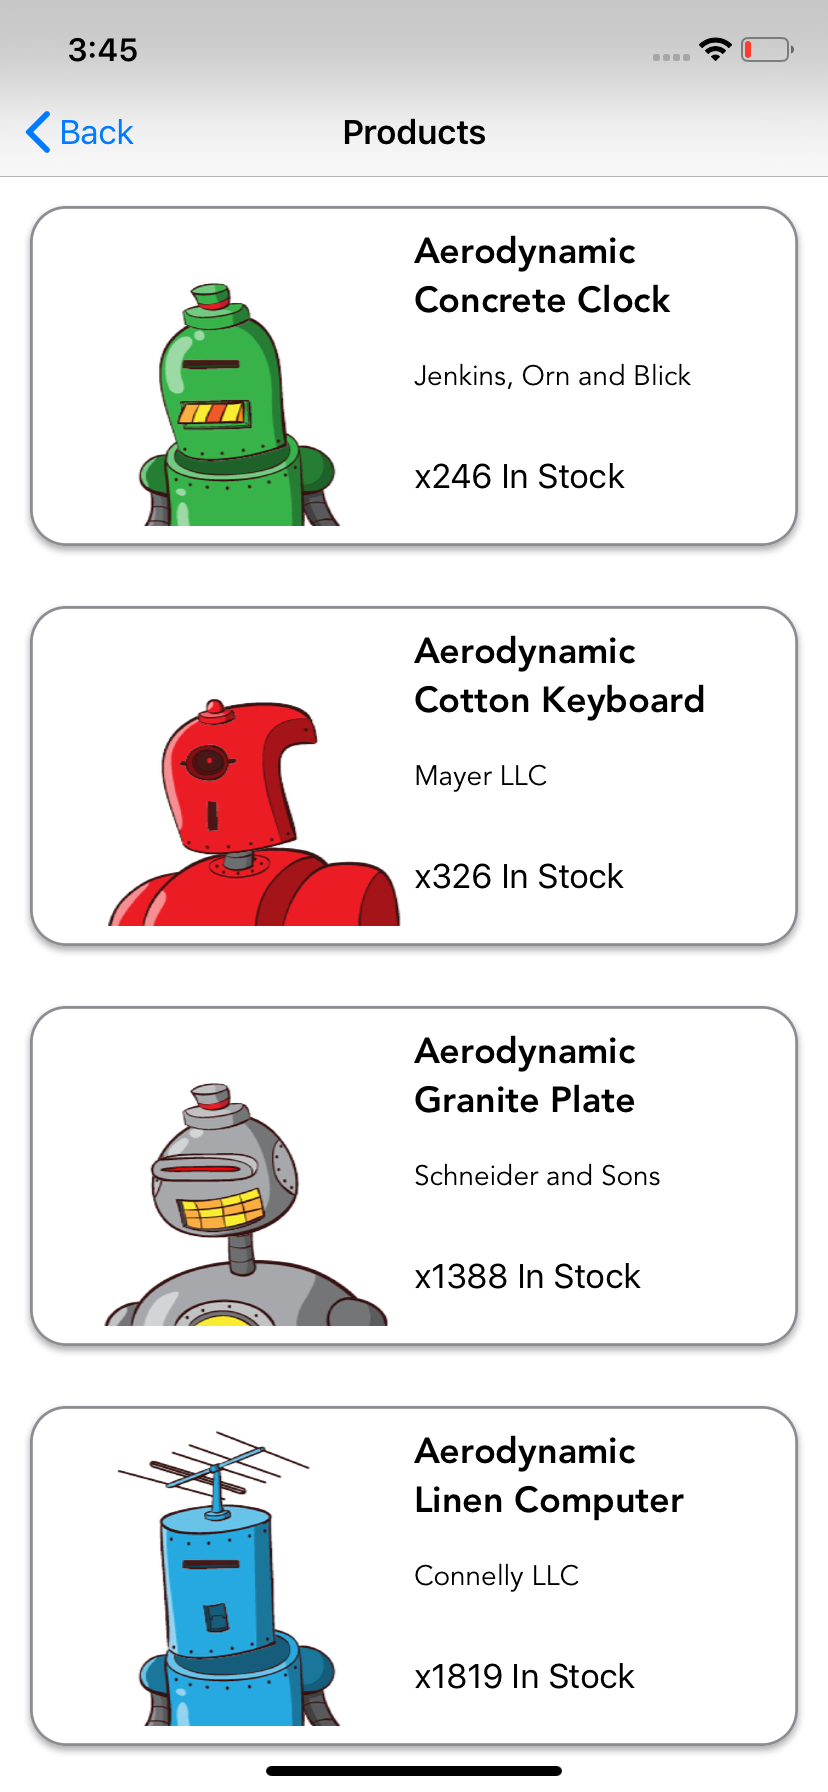 3:45
Back
Products
Aerodynamic
Concrete Clock
Jenkins, Orn and Blick
x246 In Stock
Aerodynamic
Cotton Keyboard
Mayer LLC
x326 In Stock
Aerodynamic
Granite Plate
Schneider and Sons
x1388 In Stock
Aerodynamic
Linen Computer
Connelly LLC
x1819 In Stock